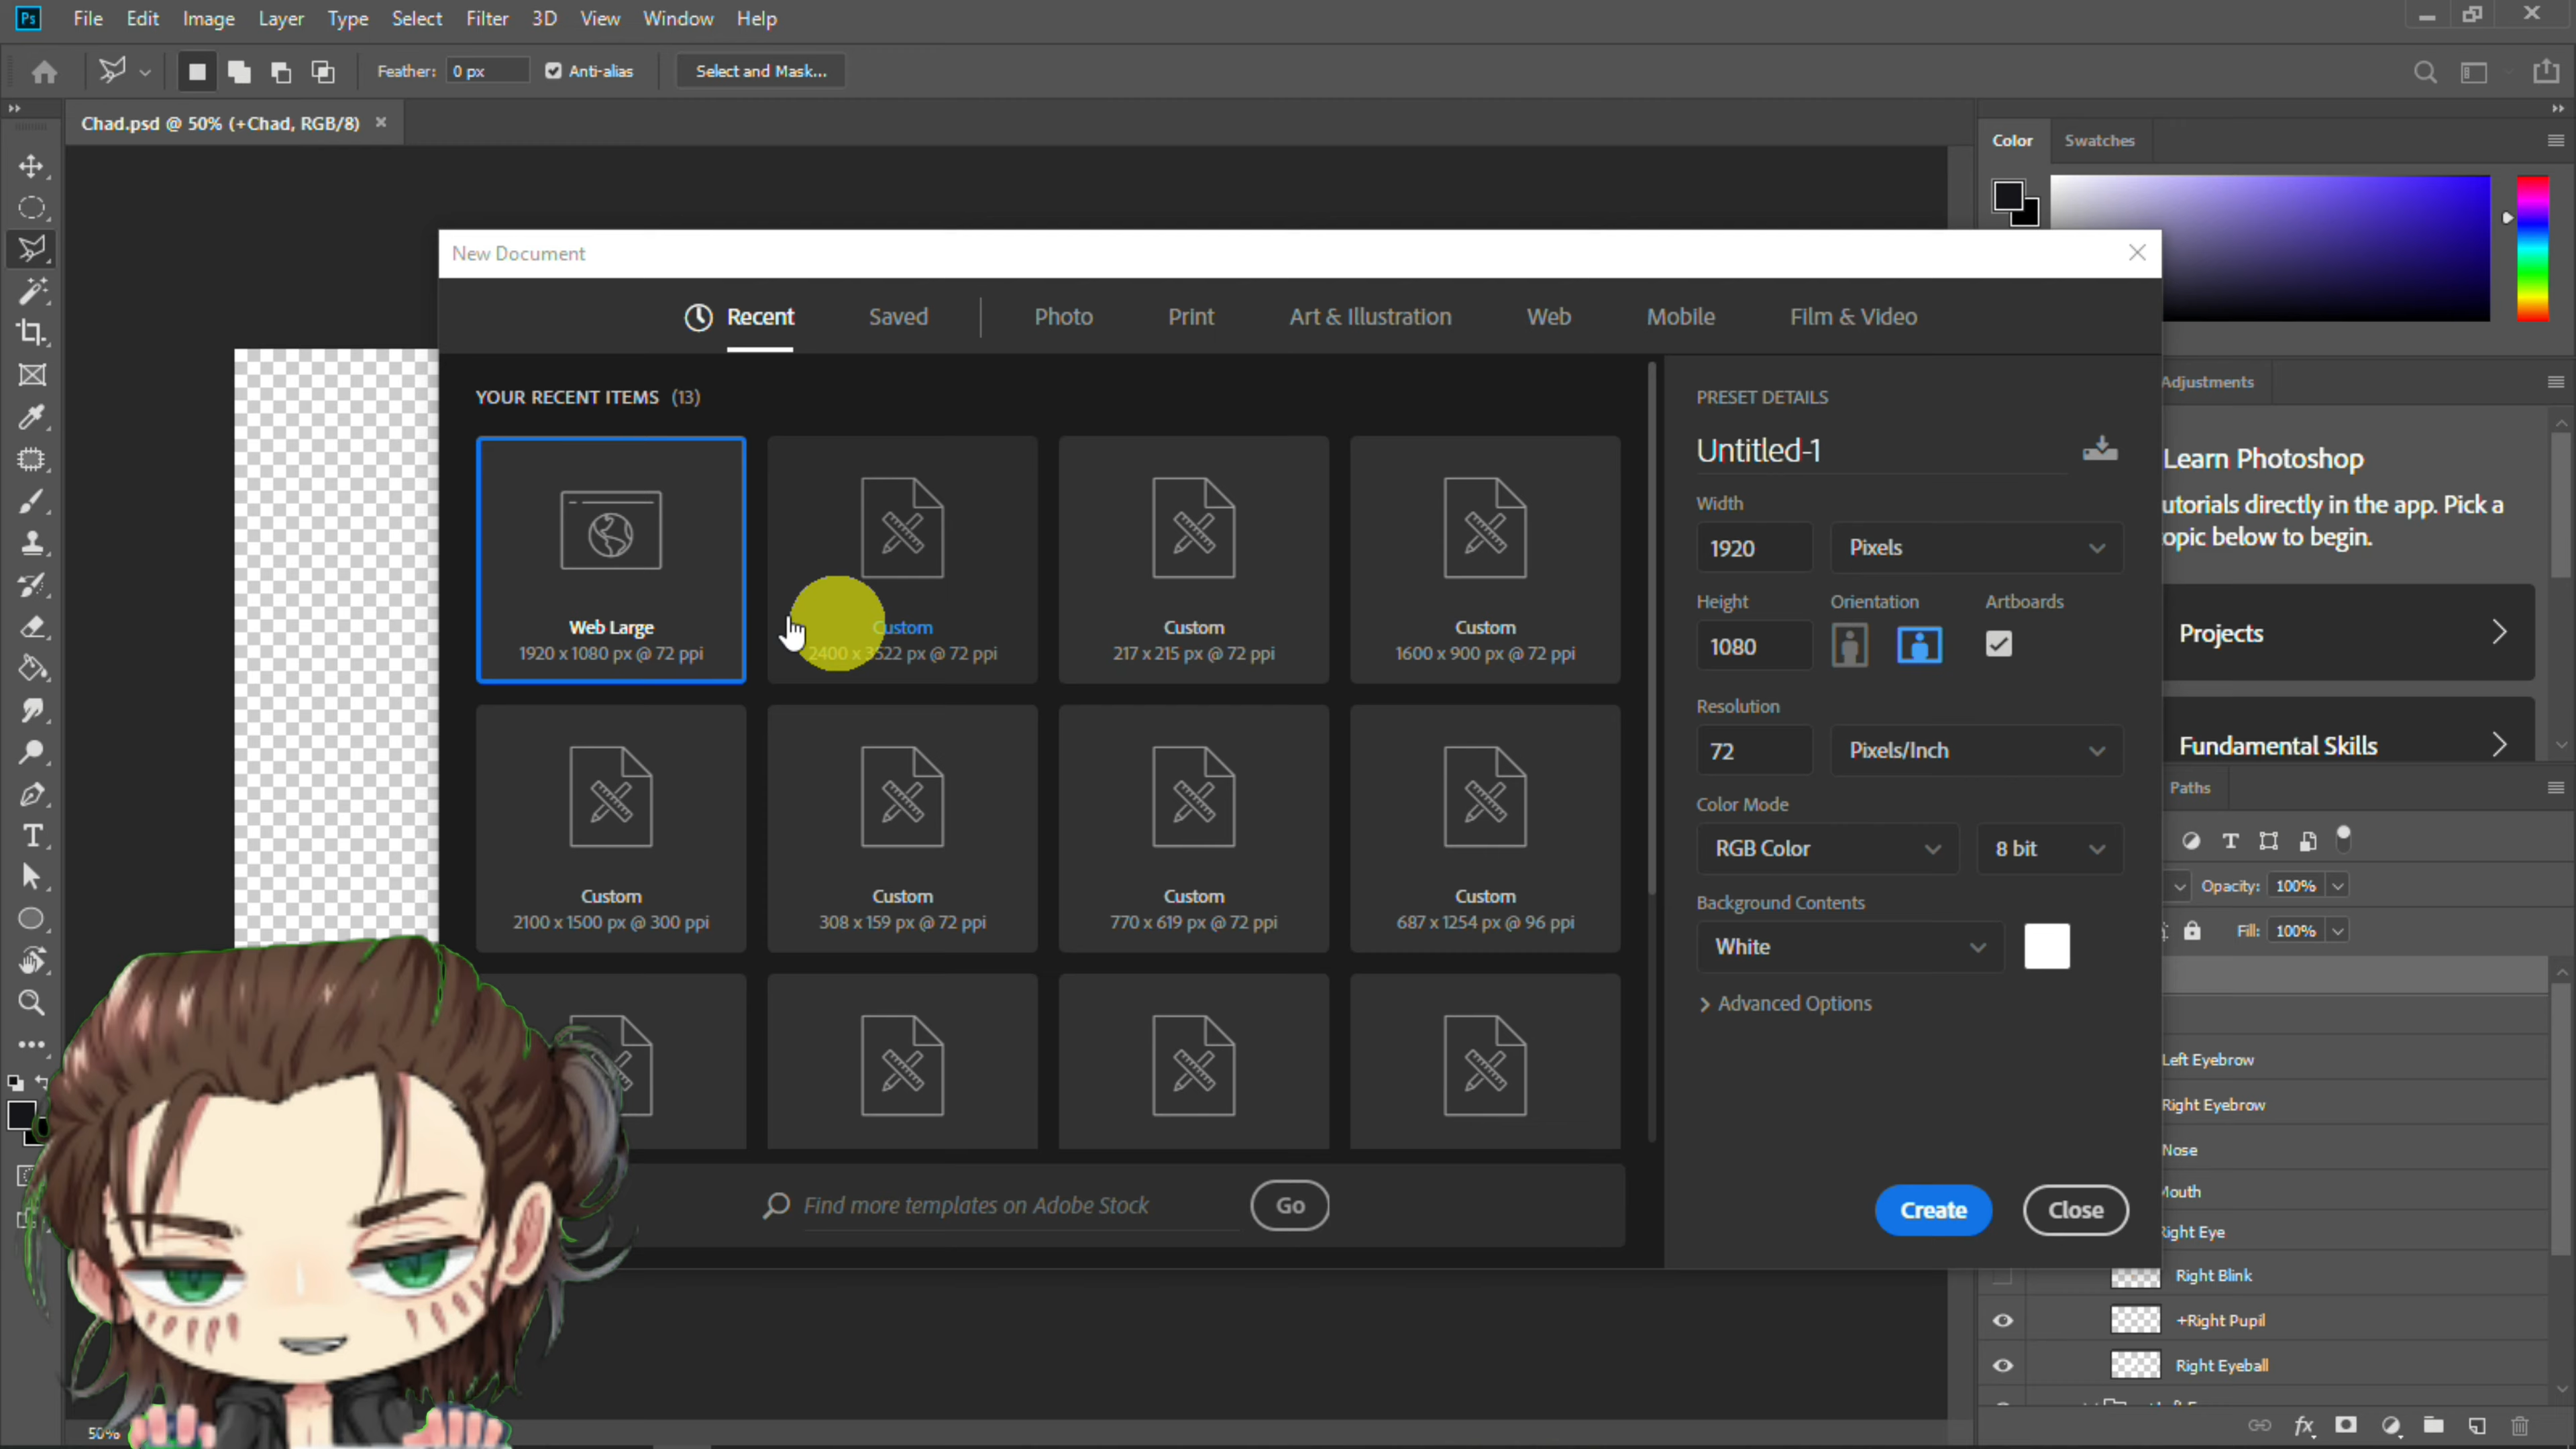 Ps File Edit Image Layer Type Select Filter 3D View Window Help
Feather: 0 px Anti-alias Select and Mask...
Chad.psd @ 50% (+Chad, RGB/8) ×
Color Swatches
New Document
Recent Saved Photo Print Art & Illustration Web Mobile Film & Video
YOUR RECENT ITEMS (13)
Web Large
1920 x 1080 px @ 72 ppi
Custom
2400 x 3522 px @ 72 ppi
Custom
217 x 215 px @ 72 ppi
Custom
1600 x 900 px @ 72 ppi
Custom
2100 x 1500 px @ 300 ppi
Custom
308 x 159 px @ 72 ppi
Custom
770 x 619 px @ 72 ppi
Custom
687 x 1254 px @ 96 ppi
Find more templates on Adobe Stock Go
PRESET DETAILS
Untitled-1
Width
1920 Pixels
Height Orientation Artboards
1080
Resolution
72 Pixels/Inch
Color Mode
RGB Color 8 bit
Background Contents
White
Advanced Options
Create Close
Adjustments
Learn Photoshop
utorials directly in the app. Pick a
opic below to begin.
Projects
Fundamental Skills
Paths
Opacity: 100%
Fill: 100%
Left Eyebrow
Right Eyebrow
Nose
Mouth
Right Eye
Right Blink
+Right Pupil
Right Eyeball
50%